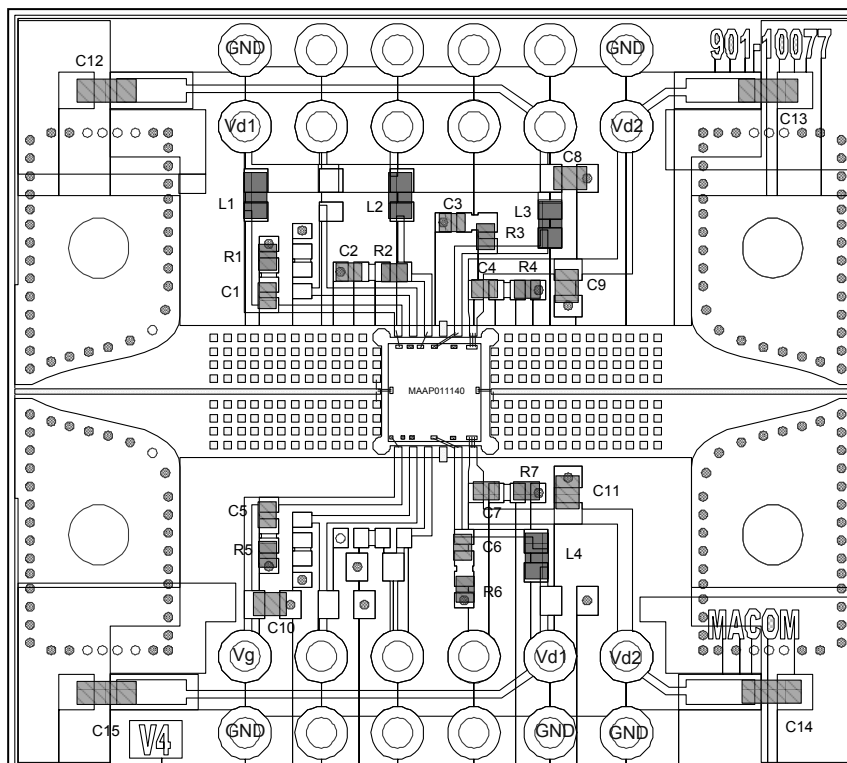 GND GND 901-10077
C12
Vd1 Vd2 C13
C8
L1 L2 C3 L3
R3
R1 C2 R2
C4 R4 C9
C1
MAAP011140
R7
C5 C7 C11
R5 C6 L4
R6
C10 MACOM
Vg Vd1 Vd2
C15 GND GND GND C14
V4